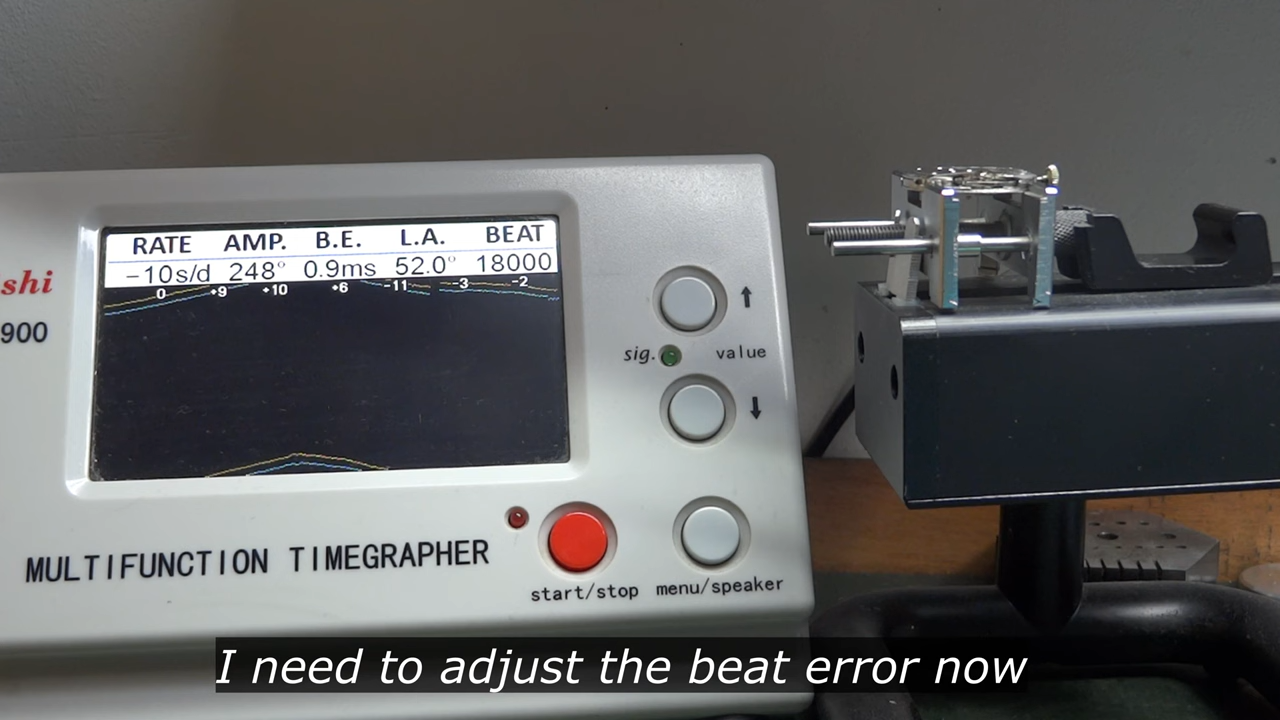 RATE AMP. B.E. L.A. BEAT
−10s/d 248° 0.9ms 52.0° 18000
0 +9 +10 +6 -11 -3 -2
shi
900
sig. value
MULTIFUNCTION TIMEGRAPHER
start/stop menu/speaker
I need to adjust the beat error now